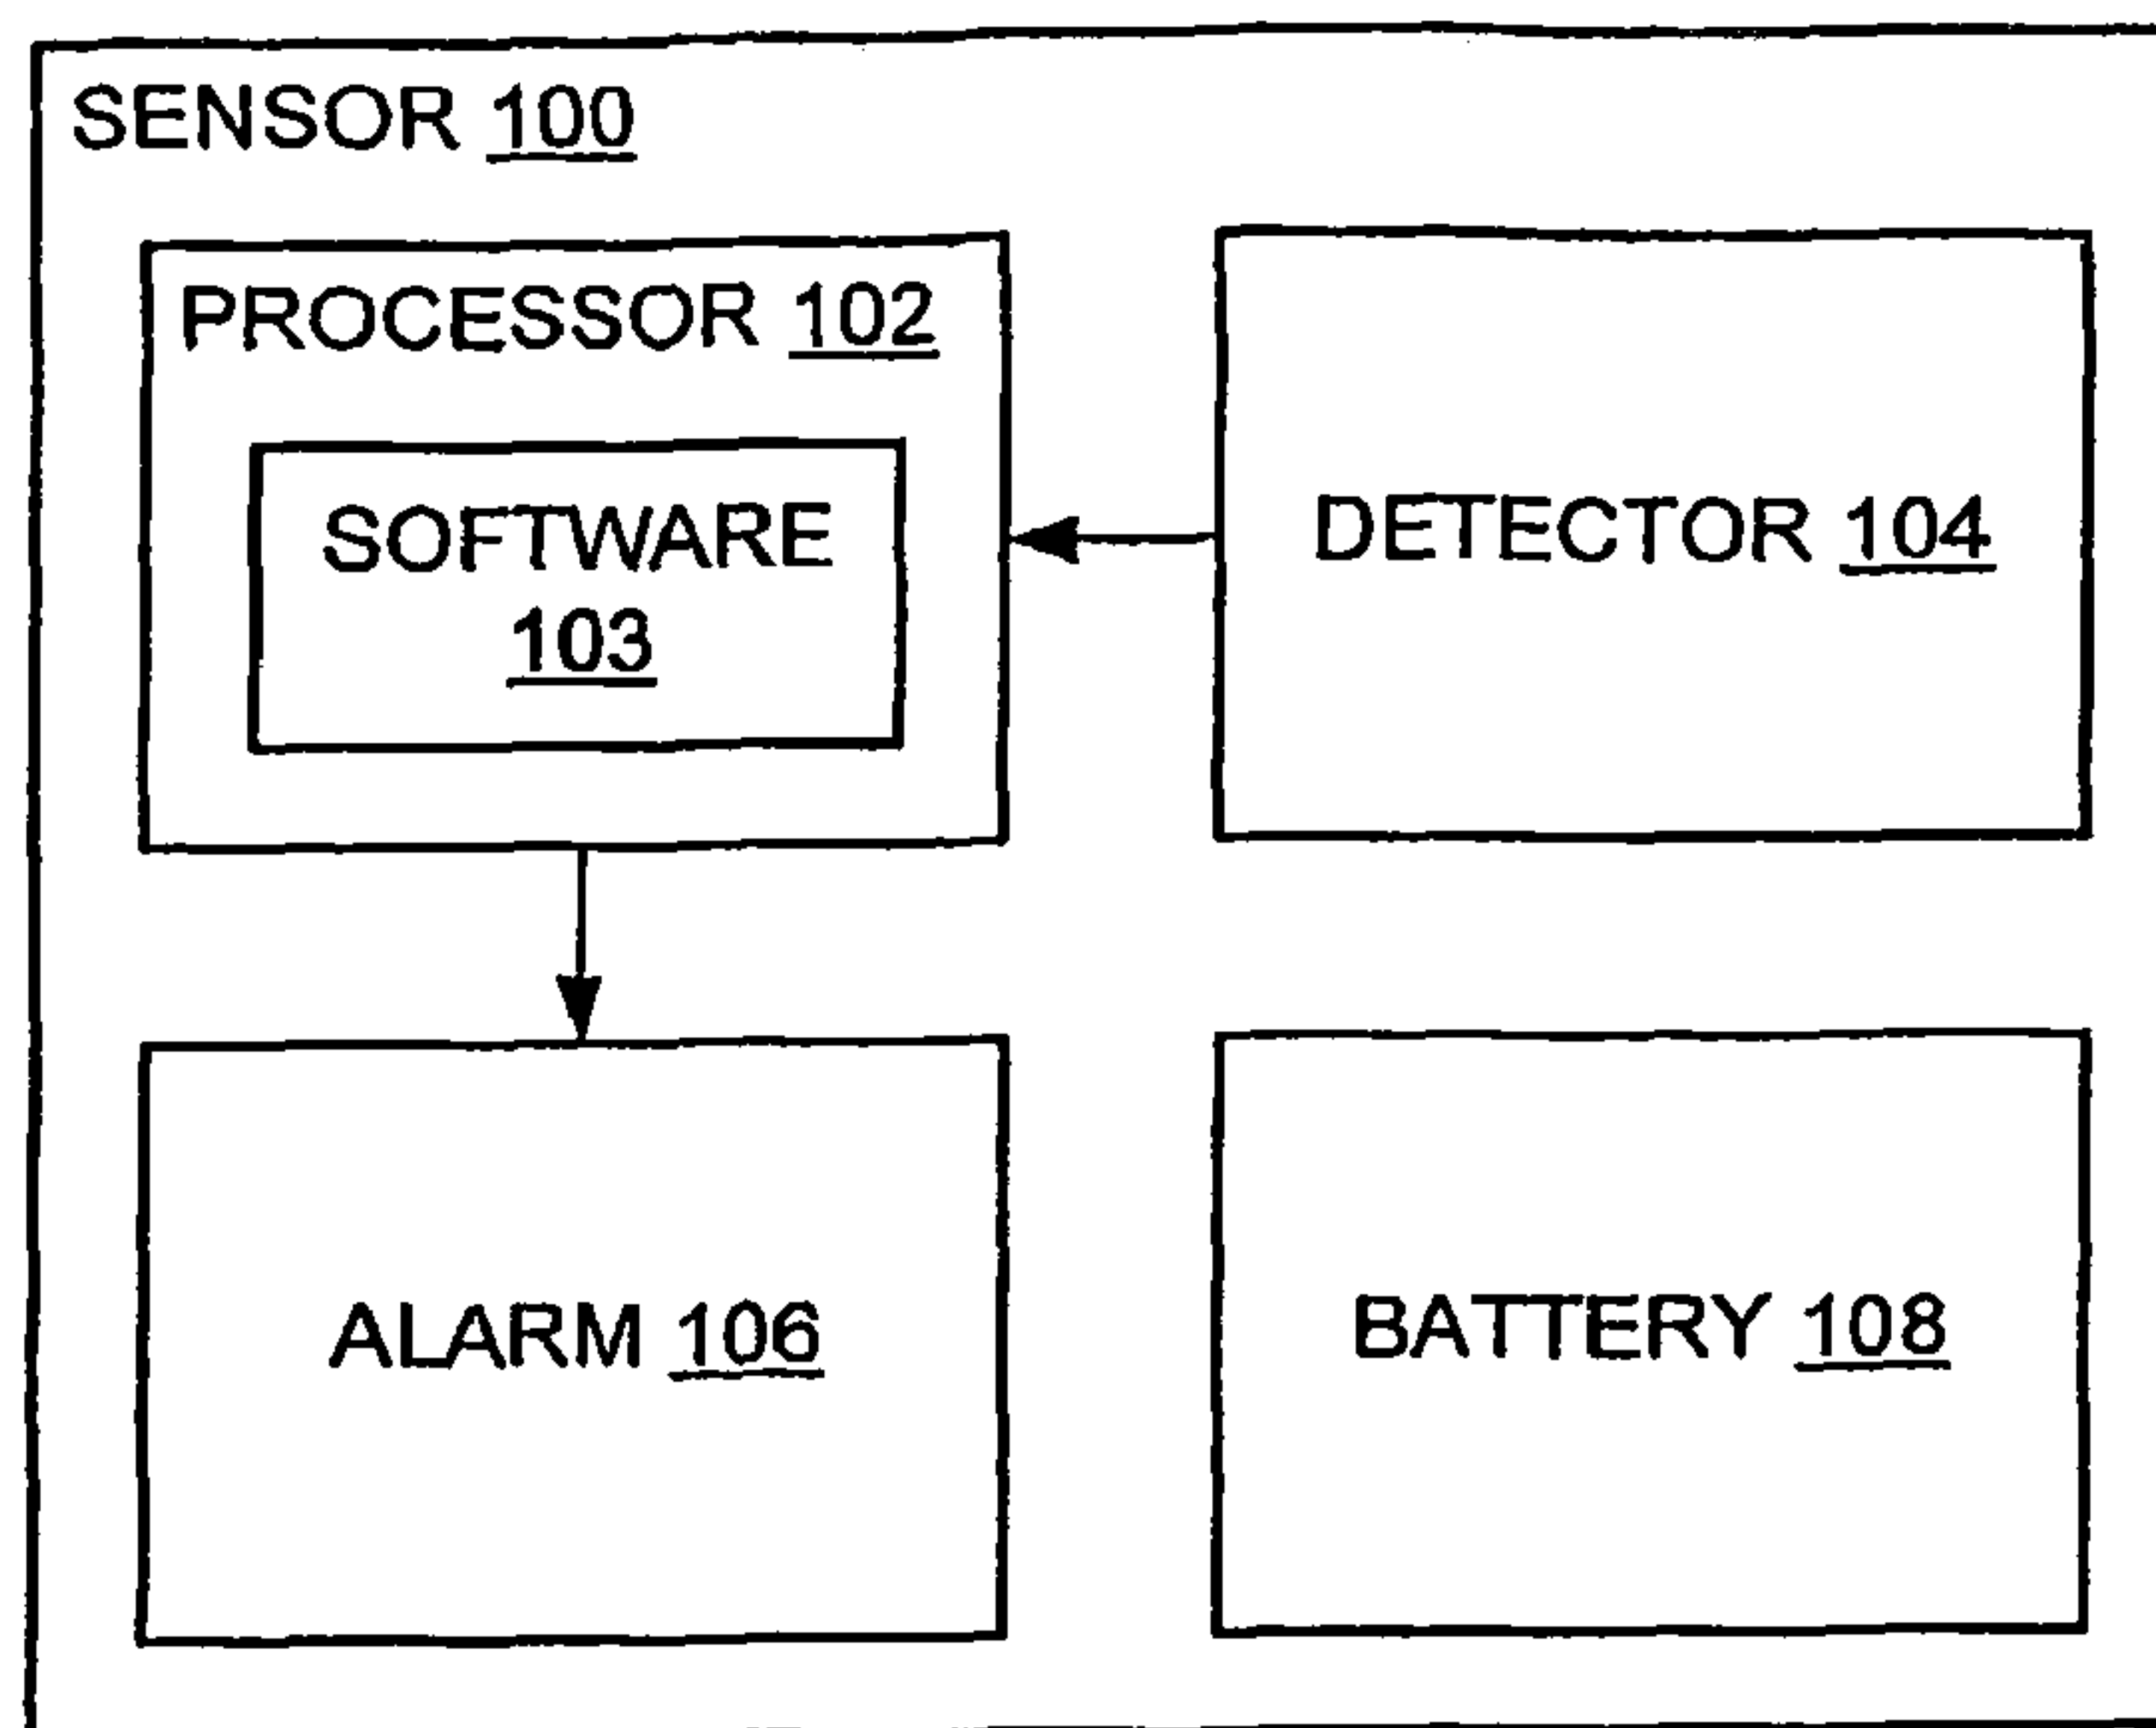 SENSOR 100
PROCESSOR 102
SOFTWARE
103
DETECTOR 104
ALARM 106
BATTERY 108